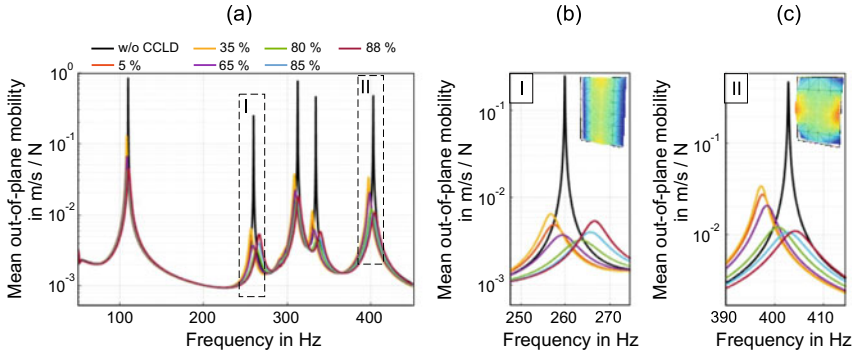 (a)
(b)
(c)
w/o CCLD
35 %
80 %
88 %
5 %
65 %
85 %
Mean out-of-plane mobility
in m/s / N
10⁰
10⁻¹
10⁻²
10⁻³
I
II
100
200
300
400
Frequency in Hz
Mean out-of-plane mobility
in m/s / N
I
10⁻¹
10⁻²
10⁻³
250
260
270
Frequency in Hz
Mean out-of-plane mobility
in m/s / N
II
10⁻¹
10⁻²
390
400
410
Frequency in Hz